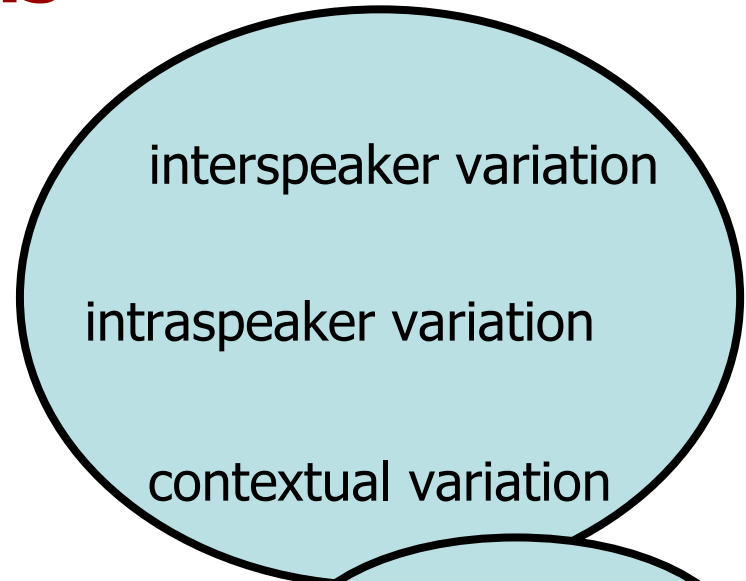 interspeaker variation
intraspeaker variation
contextual variation